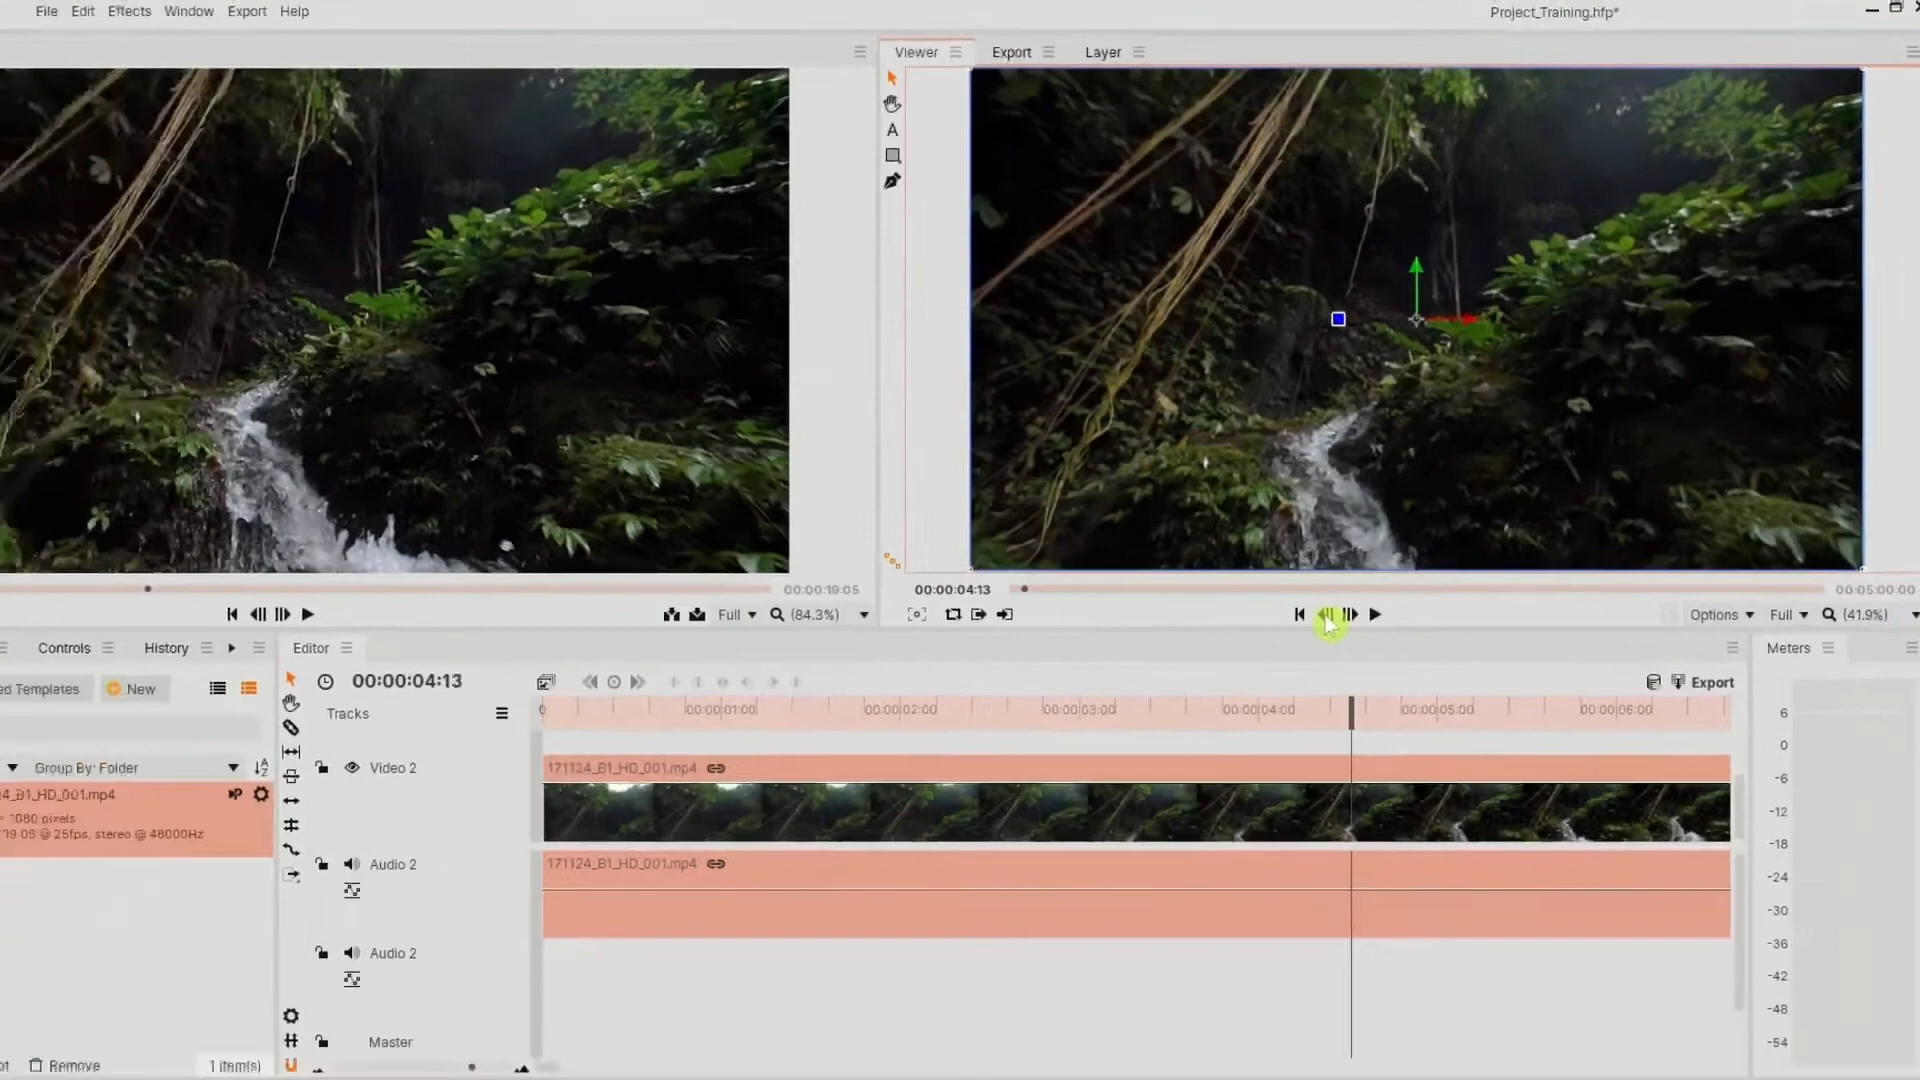 File Edit Effects Window Export Help
Project_Training.hfp*
Viewer Export Layer
A
00:00:19:05
00:00:04:13
00:05:00:00
Full (84.3%)
Options Full (41.9%)
Controls History
Editor
Meters
ed Templates New
00:00:04:13
Export
Tracks
0 00:00:01:00 00:00:02:00 00:00:03:00 00:00:04:00 00:00:05:00 00:00:06:00
Group By: Folder
Video 2
171124_B1_HD_001.mp4
4_B1_HD_001.mp4
1080 pixels
19:05 @ 25fps, stereo @ 48000Hz
Audio 2
171124_B1_HD_001.mp4
Audio 2
Master
Remove
1 item(s)
6
0
-6
-12
-18
-24
-30
-36
-42
-48
-54